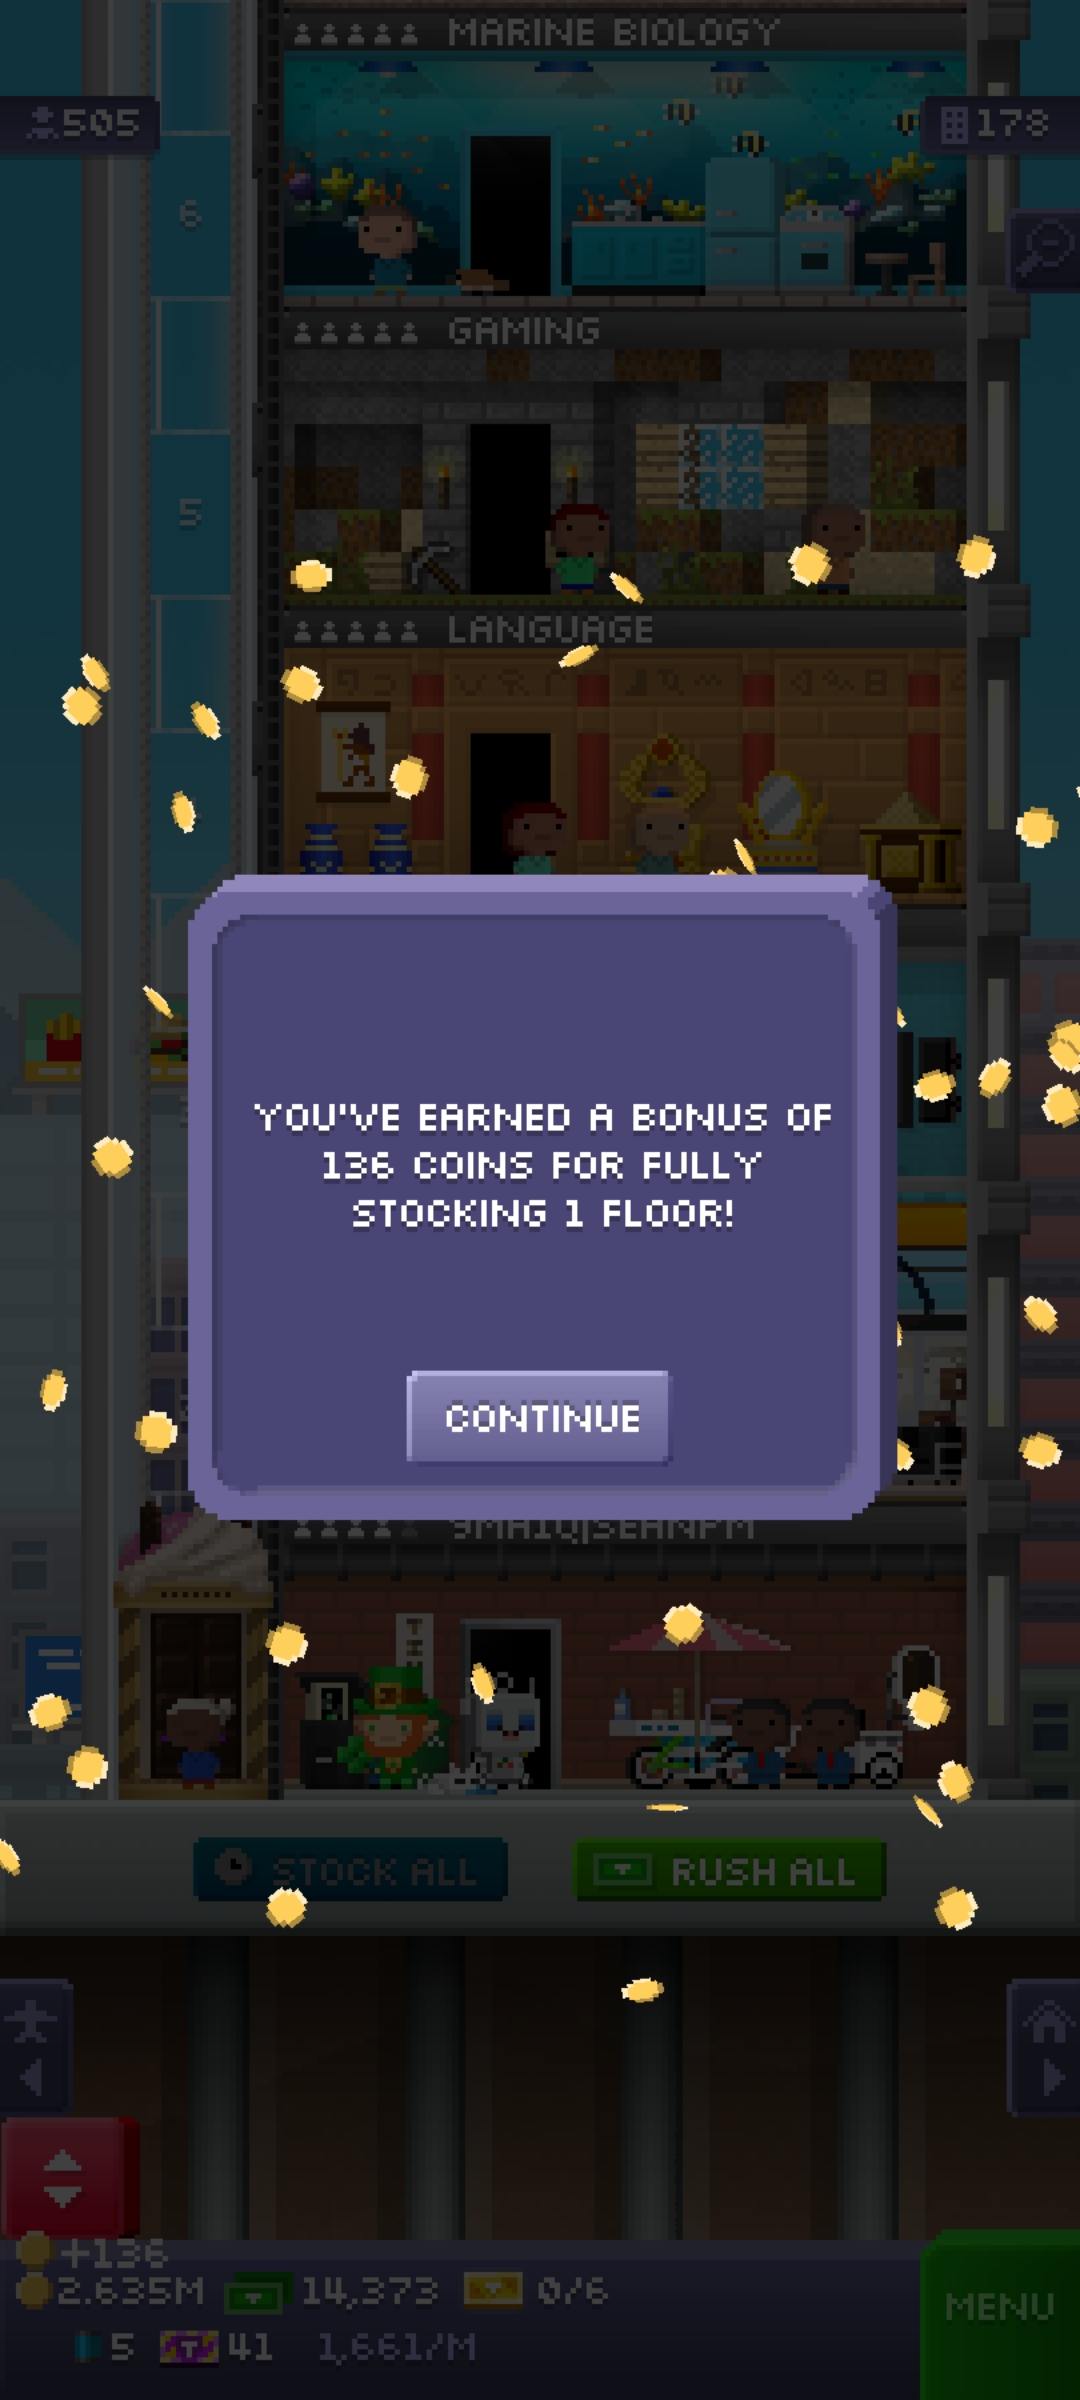 MARINE BIOLOGY
505
178
6
GAMING
5
LANGUAGE
YOU'VE EARNED A BONUS OF
136 COINS FOR FULLY
STOCKING 1 FLOOR!
CONTINUE
STOCK ALL
RUSH ALL
+136
2.635M
14,373
0/6
MENU
5
41
1,661/M